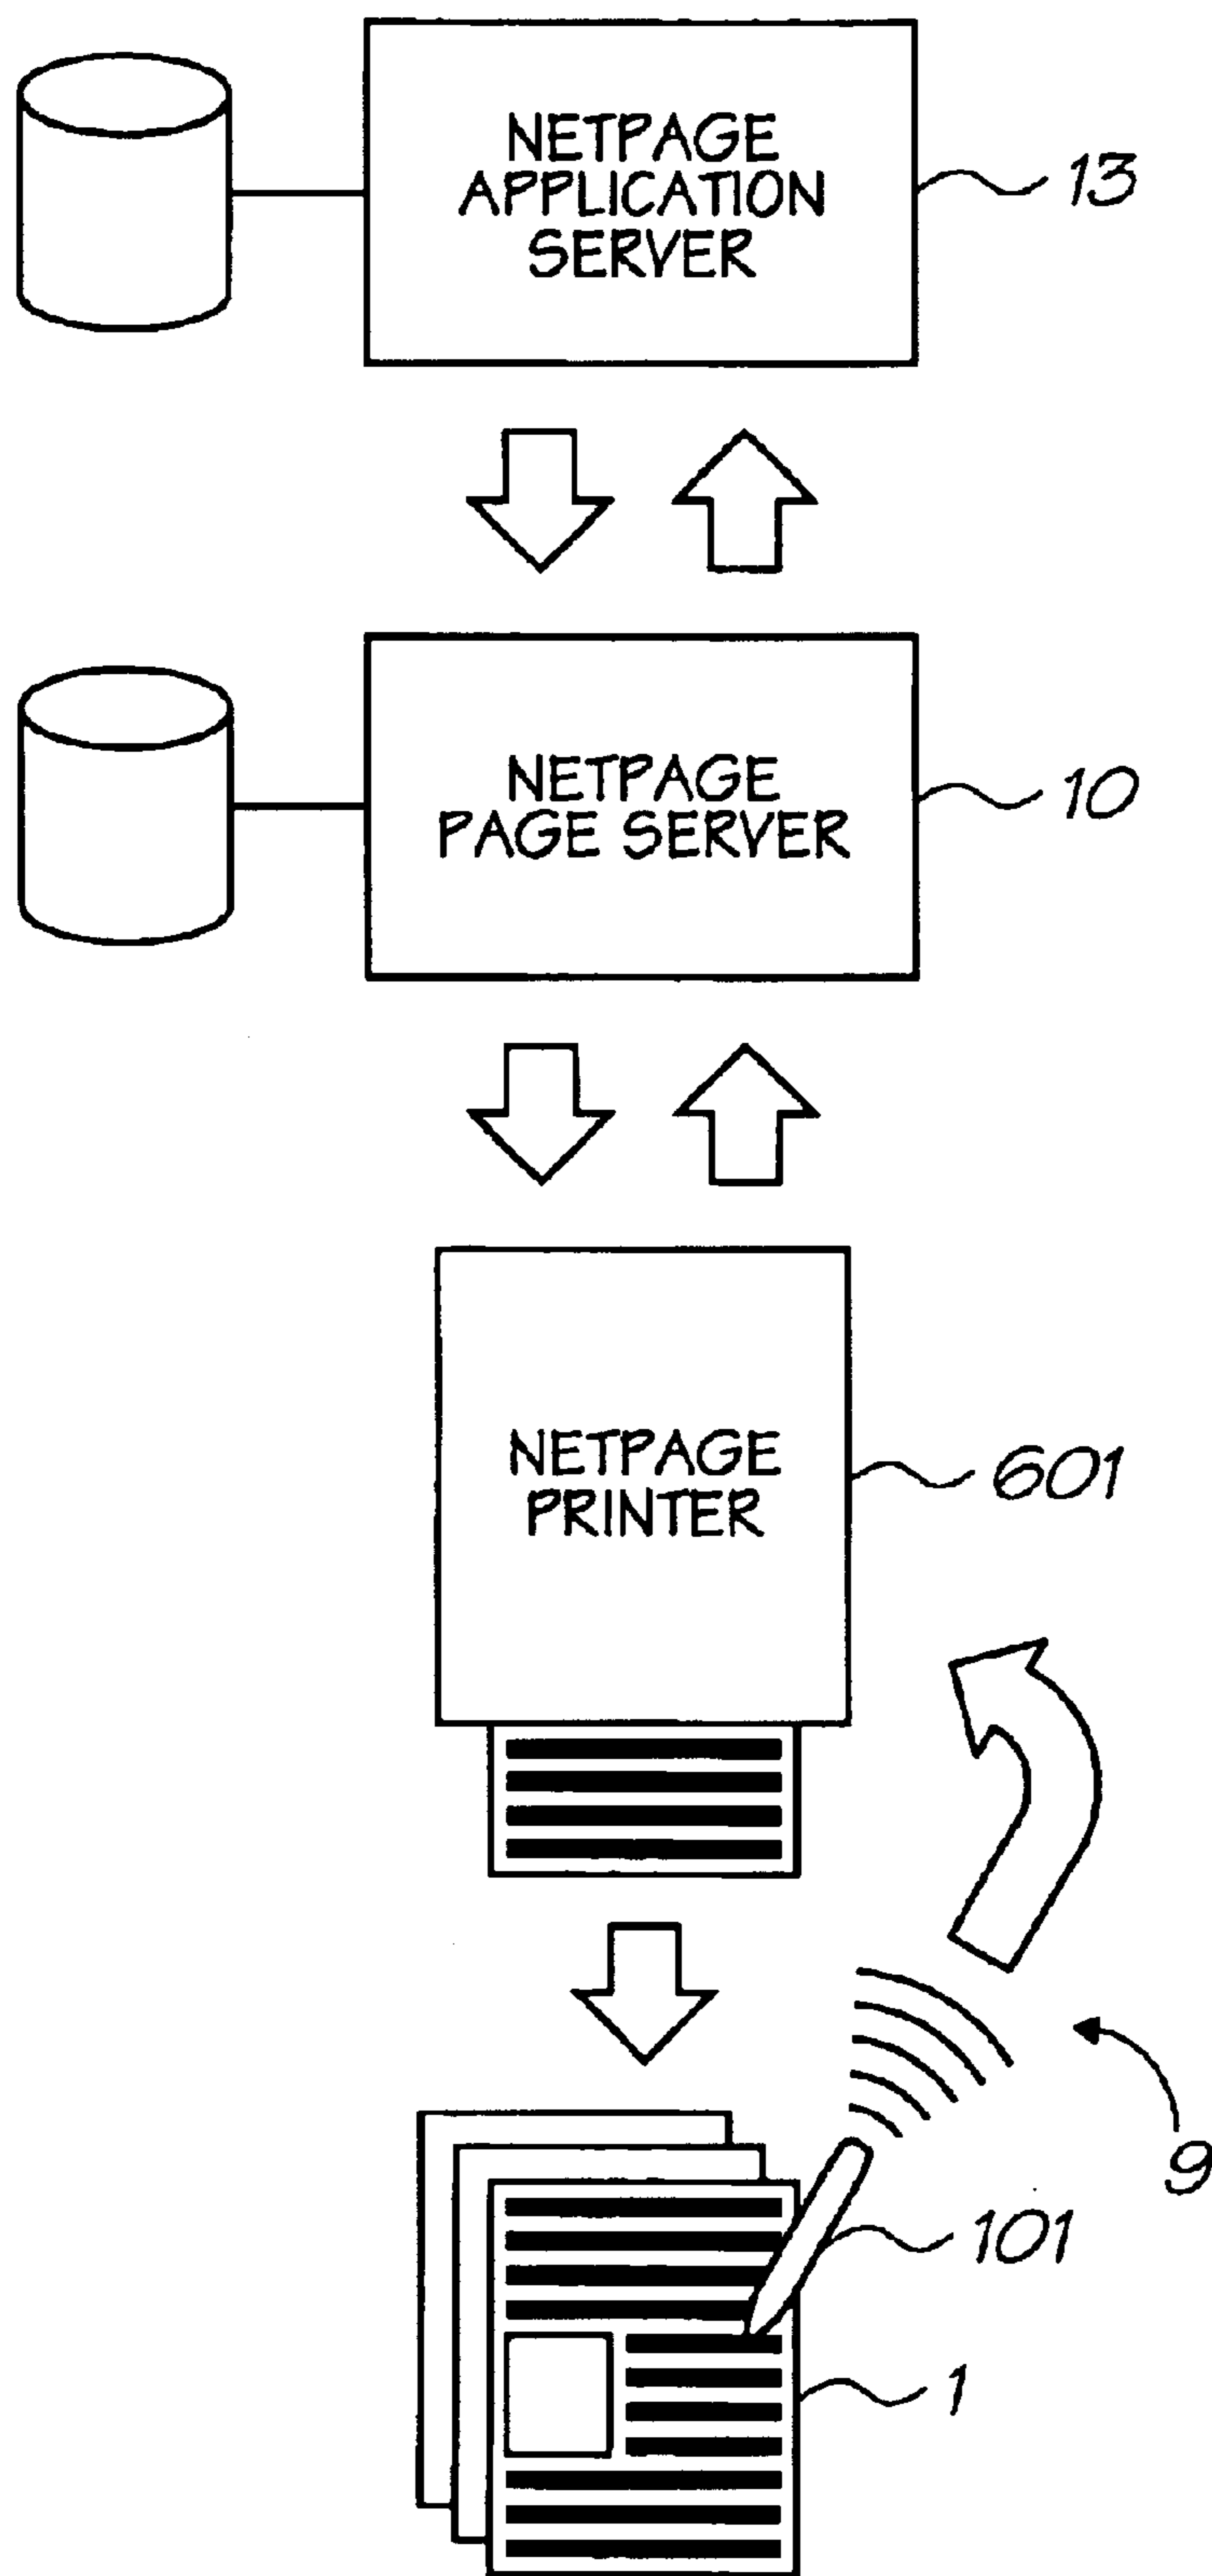 NETPAGE
APPLICATION
SERVER
13
NETPAGE
PAGE SERVER
10
NETPAGE
PRINTER
601
9
101
1